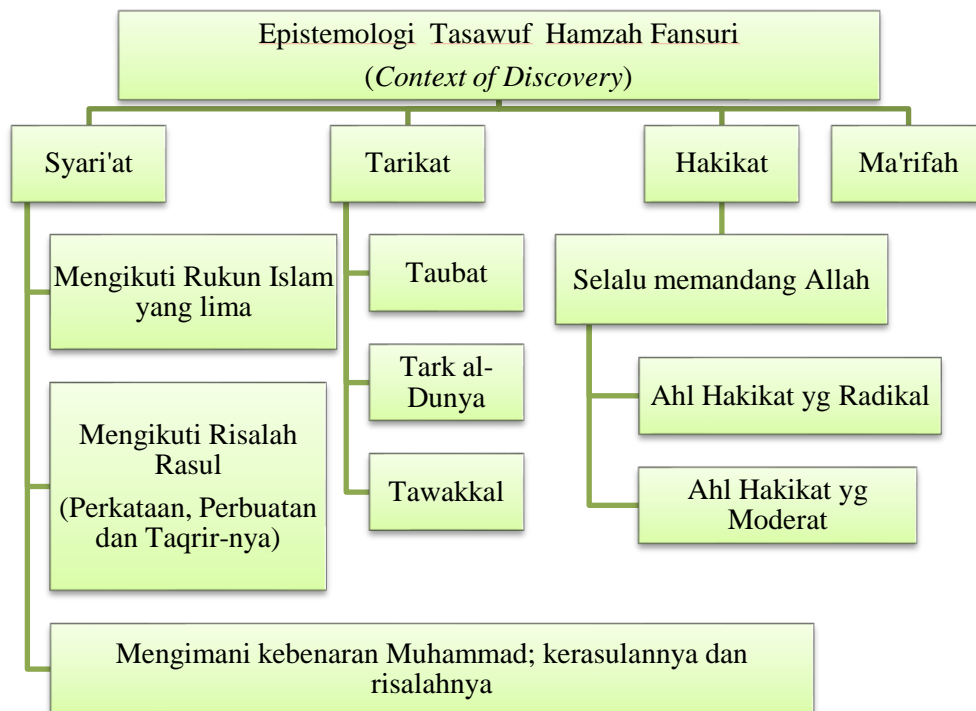 Epistemologi Tasawuf Hamzah Fansuri
(Context of Discovery)
Syari'at
Tarikat
Hakikat
Ma'rifah
Mengikuti Rukun Islam
yang lima
Mengikuti Risalah
Rasul
(Perkataan, Perbuatan
dan Taqrir-nya)
Mengimani kebenaran Muhammad; kerasulannya dan
risalahnya
Taubat
Tark al-
Dunya
Tawakkal
Selalu memandang Allah
Ahl Hakikat yg Radikal
Ahl Hakikat yg
Moderat